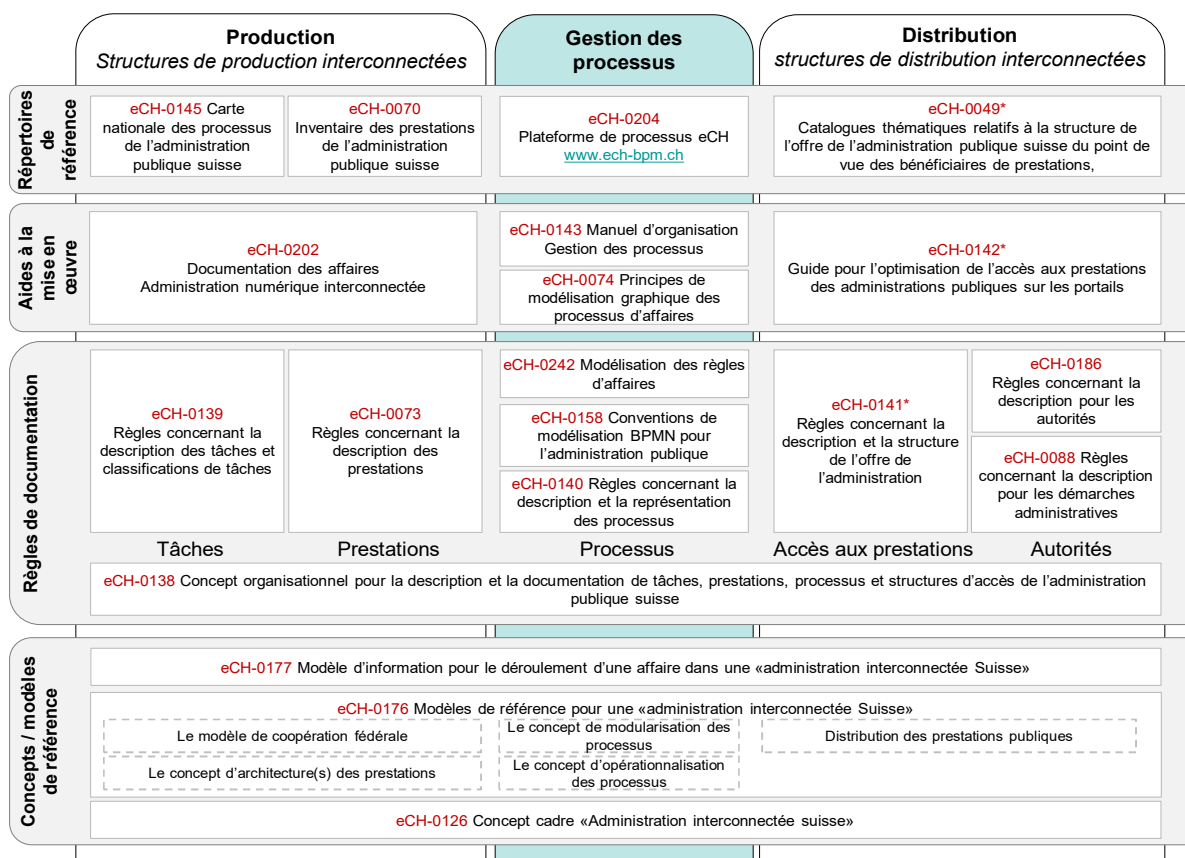 Production
Structures de production interconnectées
Gestion des
processus
Distribution
structures de distribution interconnectées
Répertoires
de
référence
eCH-0145 Carte
nationale des processus
de l'administration
publique suisse
eCH-0070
Inventaire des prestations
de l'administration
publique suisse
eCH-0204
Plateforme de processus eCH
www.ech-bpm.ch
eCH-0049*
Catalogues thématiques relatifs à la structure de
l'offre de l'administration publique suisse du point de
vue des bénéficiaires de prestations,
Aides à la
mise en
œuvre
eCH-0202
Documentation des affaires
Administration numérique interconnectée
eCH-0143 Manuel d'organisation
Gestion des processus
eCH-0074 Principes de
modélisation graphique des
processus d'affaires
eCH-0142*
Guide pour l'optimisation de l'accès aux prestations
des administrations publiques sur les portails
Règles de documentation
eCH-0139
Règles concernant la
description des tâches et
classifications de tâches
eCH-0073
Règles concernant la
description des
prestations
eCH-0242 Modélisation des règles
d'affaires
eCH-0158 Conventions de
modélisation BPMN pour
l'administration publique
eCH-0140 Règles concernant la
description et la représentation
des processus
eCH-0141*
Règles concernant la
description et la structure
de l'offre de
l'administration
eCH-0186
Règles concernant la
description pour les
autorités
eCH-0088 Règles
concernant la description
pour les démarches
administratives
Tâches
Prestations
Processus
Accès aux prestations
Autorités
eCH-0138 Concept organisationnel pour la description et la documentation de tâches, prestations, processus et structures d'accès de l'administration
publique suisse
Concepts / modèles
de référence
eCH-0177 Modèle d'information pour le déroulement d'une affaire dans une «administration interconnectée Suisse»
eCH-0176 Modèles de référence pour une «administration interconnectée Suisse»
Le modèle de coopération fédérale
Le concept de modularisation des
processus
Distribution des prestations publiques
Le concept d'architecture(s) des prestations
Le concept d'opérationnalisation
des processus
eCH-0126 Concept cadre «Administration interconnectée suisse»